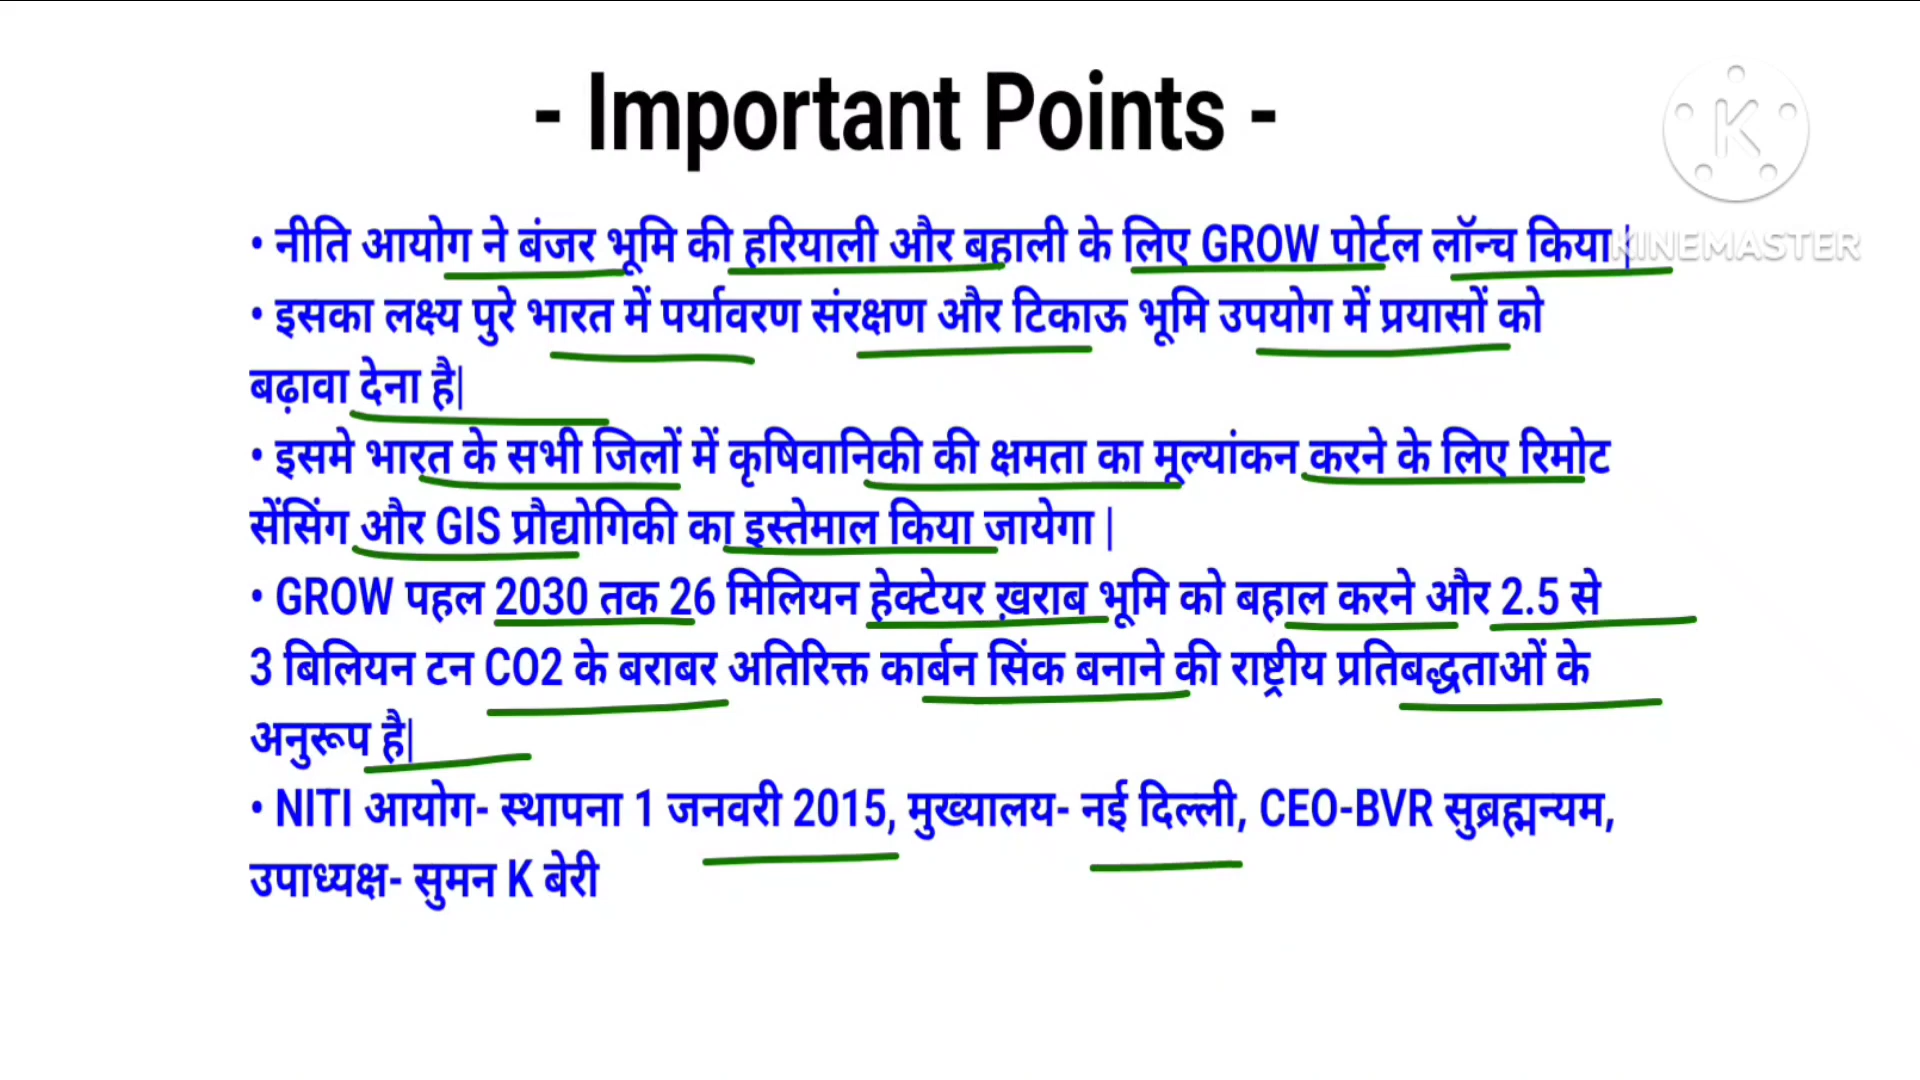 - Important Points -
K
KINEMASTER
• नीति आयोग ने बंजर भूमि की हरियाली और बहाली के लिए GROW पोर्टल लॉन्च किया|
• इसका लक्ष्य पुरे भारत में पर्यावरण संरक्षण और टिकाऊ भूमि उपयोग में प्रयासों को
बढ़ावा देना है|
• इसमे भारत के सभी जिलों में कृषिवानिकी की क्षमता का मूल्यांकन करने के लिए रिमोट
सेंसिंग और GIS प्रौद्योगिकी का इस्तेमाल किया जायेगा |
• GROW पहल 2030 तक 26 मिलियन हेक्टेयर ख़राब भूमि को बहाल करने और 2.5 से
3 बिलियन टन CO2 के बराबर अतिरिक्त कार्बन सिंक बनाने की राष्ट्रीय प्रतिबद्धताओं के
अनुरूप है|
• NITI आयोग- स्थापना 1 जनवरी 2015, मुख्यालय- नई दिल्ली, CEO-BVR सुब्रह्मन्यम,
उपाध्यक्ष- सुमन K बेरी